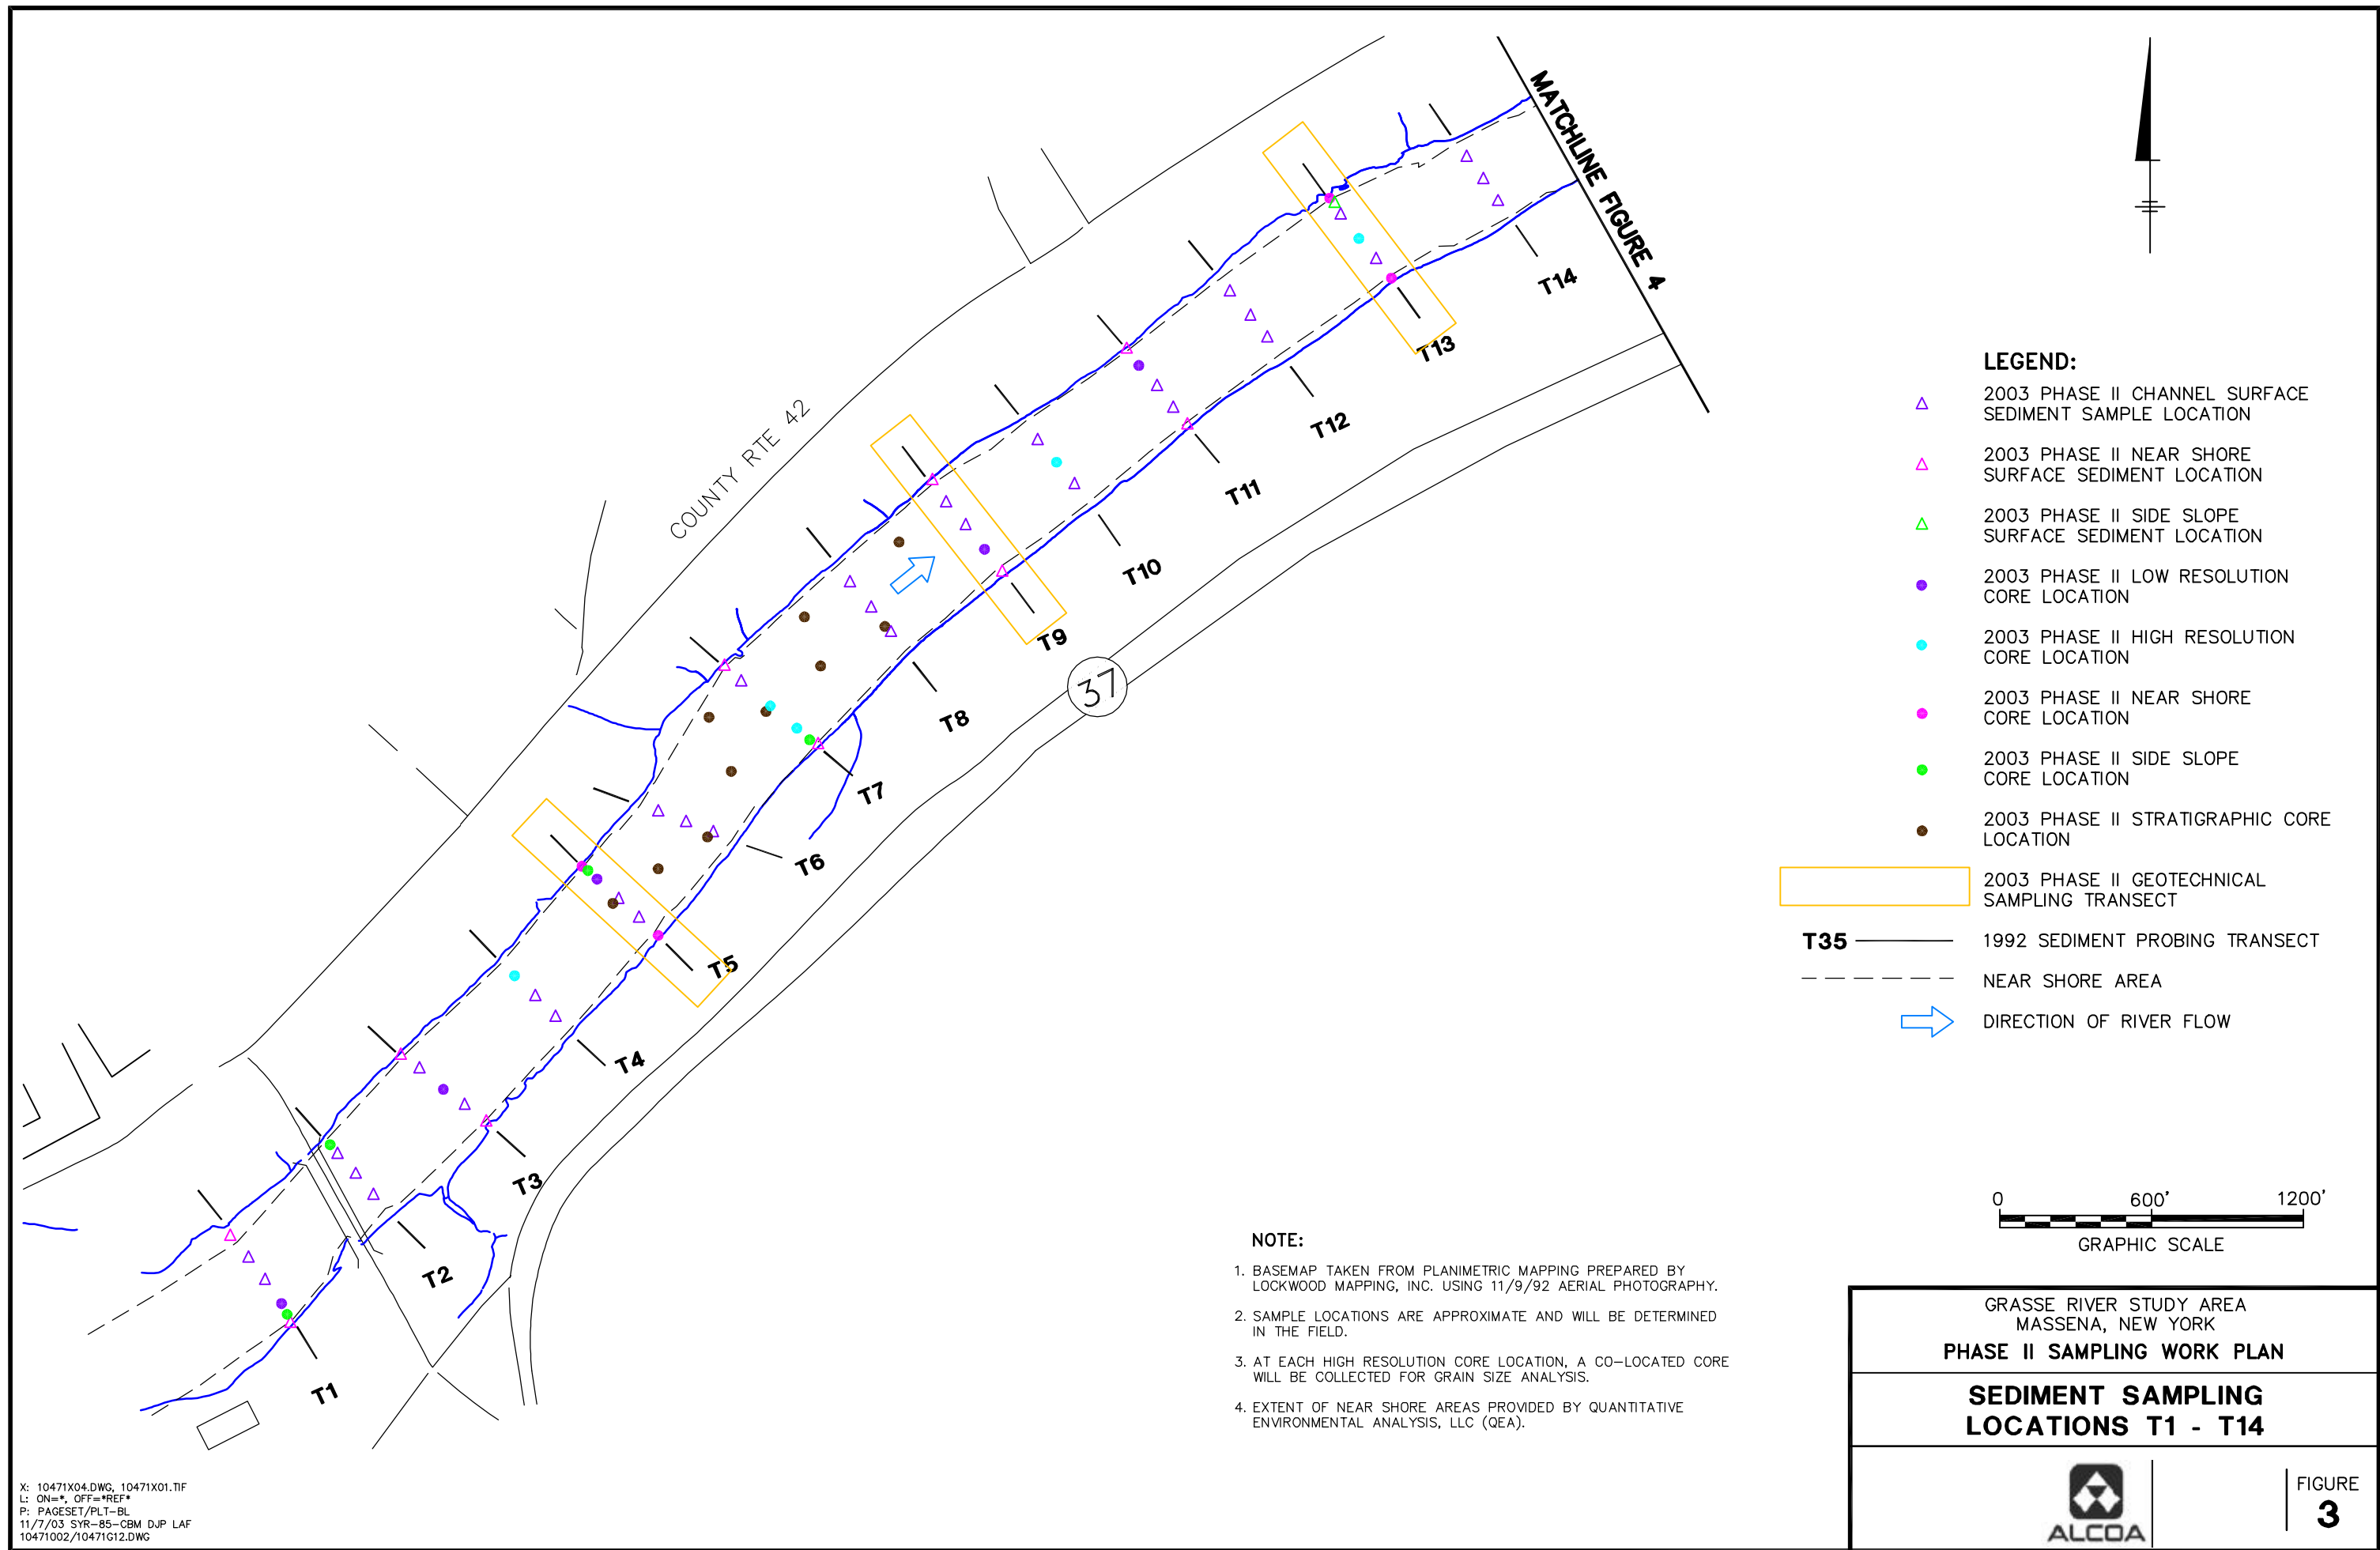 MATCHLINE FIGURE 4
COUNTY RTE 42
37
T14
T13
T12
T11
T10
T9
T8
T7
T6
T5
T4
T3
T2
T1
LEGEND:
2003 PHASE II CHANNEL SURFACE
SEDIMENT SAMPLE LOCATION
2003 PHASE II NEAR SHORE
SURFACE SEDIMENT LOCATION
2003 PHASE II SIDE SLOPE
SURFACE SEDIMENT LOCATION
2003 PHASE II LOW RESOLUTION
CORE LOCATION
2003 PHASE II HIGH RESOLUTION
CORE LOCATION
2003 PHASE II NEAR SHORE
CORE LOCATION
2003 PHASE II SIDE SLOPE
CORE LOCATION
2003 PHASE II STRATIGRAPHIC CORE
LOCATION
2003 PHASE II GEOTECHNICAL
SAMPLING TRANSECT
T35 1992 SEDIMENT PROBING TRANSECT
NEAR SHORE AREA
DIRECTION OF RIVER FLOW
0 600' 1200'
GRAPHIC SCALE
NOTE:
1. BASEMAP TAKEN FROM PLANIMETRIC MAPPING PREPARED BY
LOCKWOOD MAPPING, INC. USING 11/9/92 AERIAL PHOTOGRAPHY.
2. SAMPLE LOCATIONS ARE APPROXIMATE AND WILL BE DETERMINED
IN THE FIELD.
3. AT EACH HIGH RESOLUTION CORE LOCATION, A CO-LOCATED CORE
WILL BE COLLECTED FOR GRAIN SIZE ANALYSIS.
4. EXTENT OF NEAR SHORE AREAS PROVIDED BY QUANTITATIVE
ENVIRONMENTAL ANALYSIS, LLC (QEA).
GRASSE RIVER STUDY AREA
MASSENA, NEW YORK
PHASE II SAMPLING WORK PLAN
SEDIMENT SAMPLING
LOCATIONS T1 - T14
ALCOA
FIGURE
3
X: 10471X04.DWG, 10471X01.TIF
L: ON=*, OFF=*REF*
P: PAGESET/PLT-BL
11/7/03 SYR-85-CBM DJP LAF
10471002/10471G12.DWG